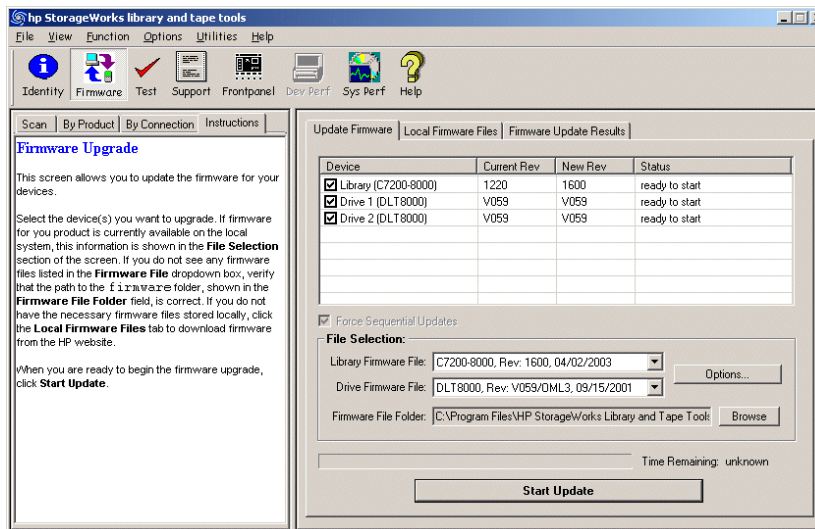 hp StorageWorks library and tape tools
File View Function Options Utilities Help
Identity Firmware Test Support Frontpanel Dev Perf Sys Perf Help
Scan By Product By Connection Instructions
Firmware Upgrade
This screen allows you to update the firmware for your
devices.
Select the device(s) you want to upgrade. If firmware
for you product is currently available on the local
system, this information is shown in the File Selection
section of the screen. If you do not see any firmware
files listed in the Firmware File dropdown box, verify
that the path to the firmware folder, shown in the
Firmware File Folder field, is correct. If you do not
have the necessary firmware files stored locally, click
the Local Firmware Files tab to download firmware
from the HP website.
When you are ready to begin the firmware upgrade,
click Start Update.
Update Firmware Local Firmware Files Firmware Update Results
Device Current Rev New Rev Status
Library (C7200-8000) 1220 1600 ready to start
Drive 1 (DLT8000) V059 V059 ready to start
Drive 2 (DLT8000) V059 V059 ready to start
Force Sequential Updates
File Selection:
Library Firmware File: C7200-8000, Rev: 1600, 04/02/2003
Options...
Drive Firmware File: DLT8000, Rev: V059/OML3, 09/15/2001
Firmware File Folder: C:\Program Files\HP StorageWorks Library and Tape Tools Browse
Time Remaining: unknown
Start Update